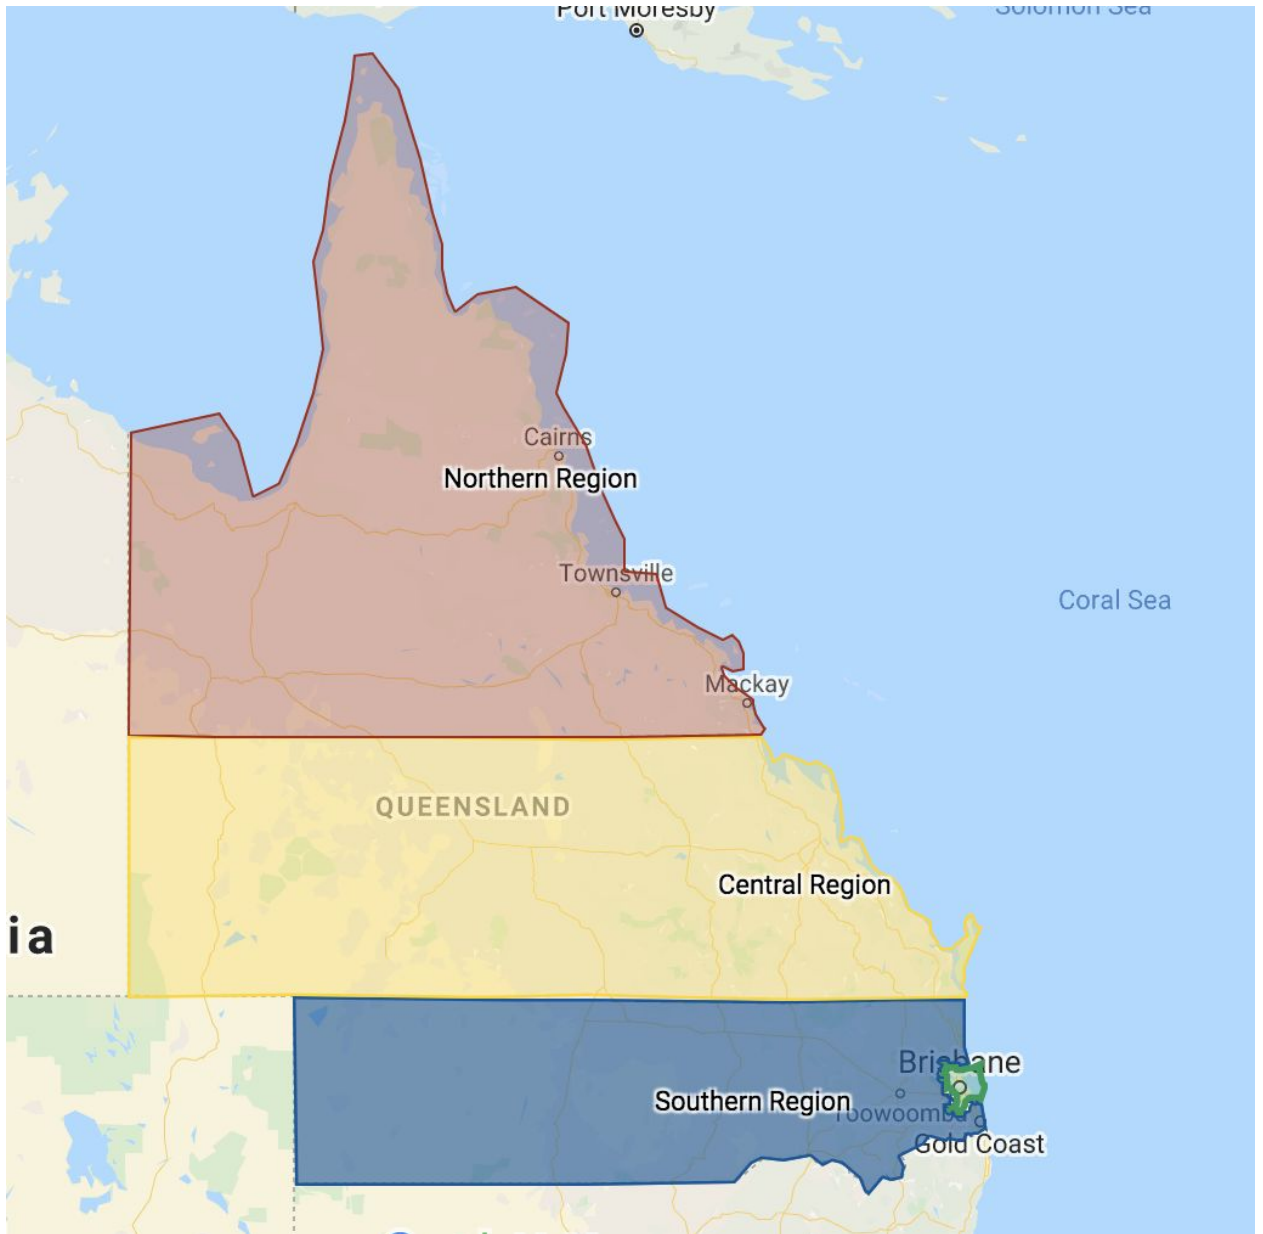 Port Moresby
Solomon Sea
Cairns
Northern Region
Townsville
Coral Sea
Mackay
QUEENSLAND
Central Region
ia
Brisbane
Southern Region
Toowoomba
Gold Coast